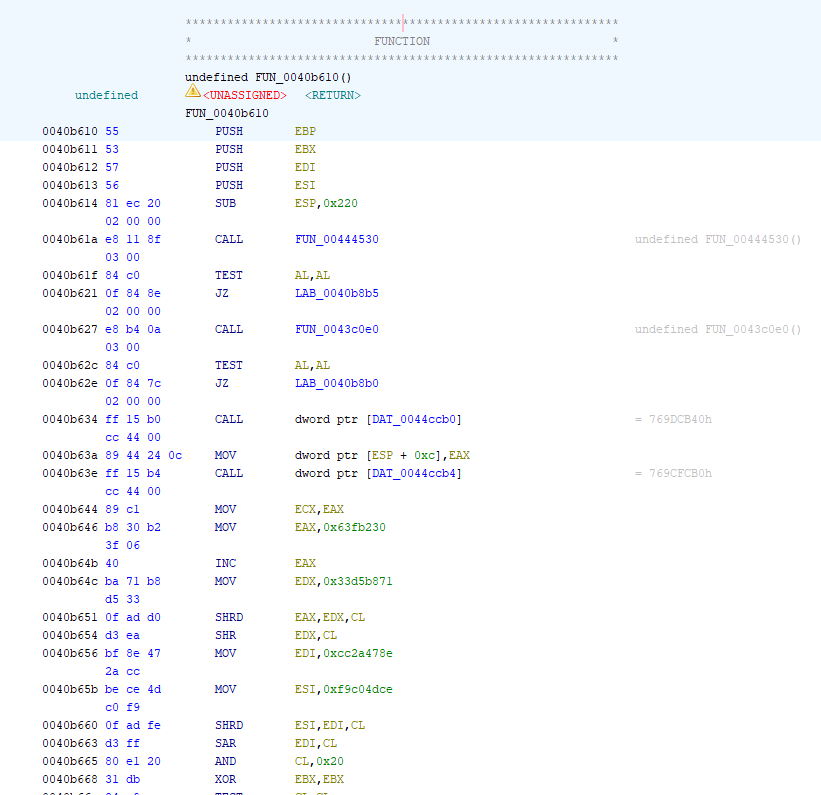 **************************************************************
* FUNCTION *
**************************************************************
undefined FUN_0040b610()
undefined <UNASSIGNED> <RETURN>
FUN_0040b610
0040b610 55 PUSH EBP
0040b611 53 PUSH EBX
0040b612 57 PUSH EDI
0040b613 56 PUSH ESI
0040b614 81 ec 20 SUB ESP,0x220
02 00 00
0040b61a e8 11 8f CALL FUN_00444530 undefined FUN_00444530()
03 00
0040b61f 84 c0 TEST AL,AL
0040b621 0f 84 8e JZ LAB_0040b8b5
02 00 00
0040b627 e8 b4 0a CALL FUN_0043c0e0 undefined FUN_0043c0e0()
03 00
0040b62c 84 c0 TEST AL,AL
0040b62e 0f 84 7c JZ LAB_0040b8b0
02 00 00
0040b634 ff 15 b0 CALL dword ptr [DAT_0044ccb0] = 769DCB40h
cc 44 00
0040b63a 89 44 24 0c MOV dword ptr [ESP + 0xc],EAX
0040b63e ff 15 b4 CALL dword ptr [DAT_0044ccb4] = 769CFCB0h
cc 44 00
0040b644 89 c1 MOV ECX,EAX
0040b646 b8 30 b2 MOV EAX,0x63fb230
3f 06
0040b64b 40 INC EAX
0040b64c ba 71 b8 MOV EDX,0x33d5b871
d5 33
0040b651 0f ad d0 SHRD EAX,EDX,CL
0040b654 d3 ea SHR EDX,CL
0040b656 bf 8e 47 MOV EDI,0xcc2a478e
2a cc
0040b65b be ce 4d MOV ESI,0xf9c04dce
c0 f9
0040b660 0f ad fe SHRD ESI,EDI,CL
0040b663 d3 ff SAR EDI,CL
0040b665 80 e1 20 AND CL,0x20
0040b668 31 db XOR EBX,EBX